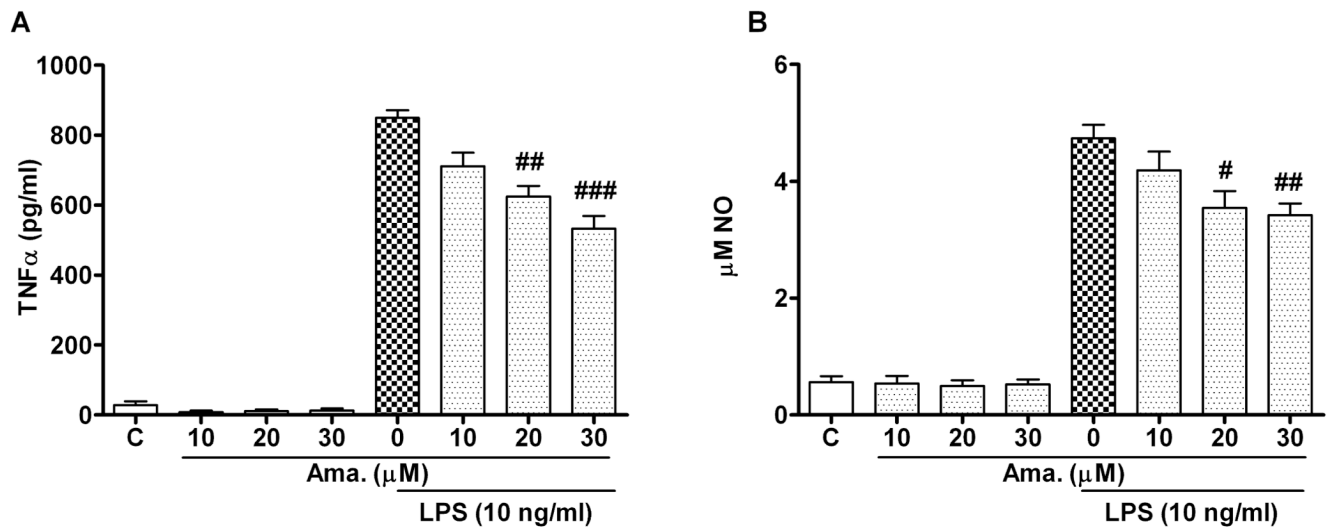 A
TNFα (pg/ml)
1000
800
600
400
200
0
##
###
C 10 20 30 0 10 20 30
Ama. (μM)
LPS (10 ng/ml)
B
μM NO
6
4
2
0
#
##
C 10 20 30 0 10 20 30
Ama. (μM)
LPS (10 ng/ml)